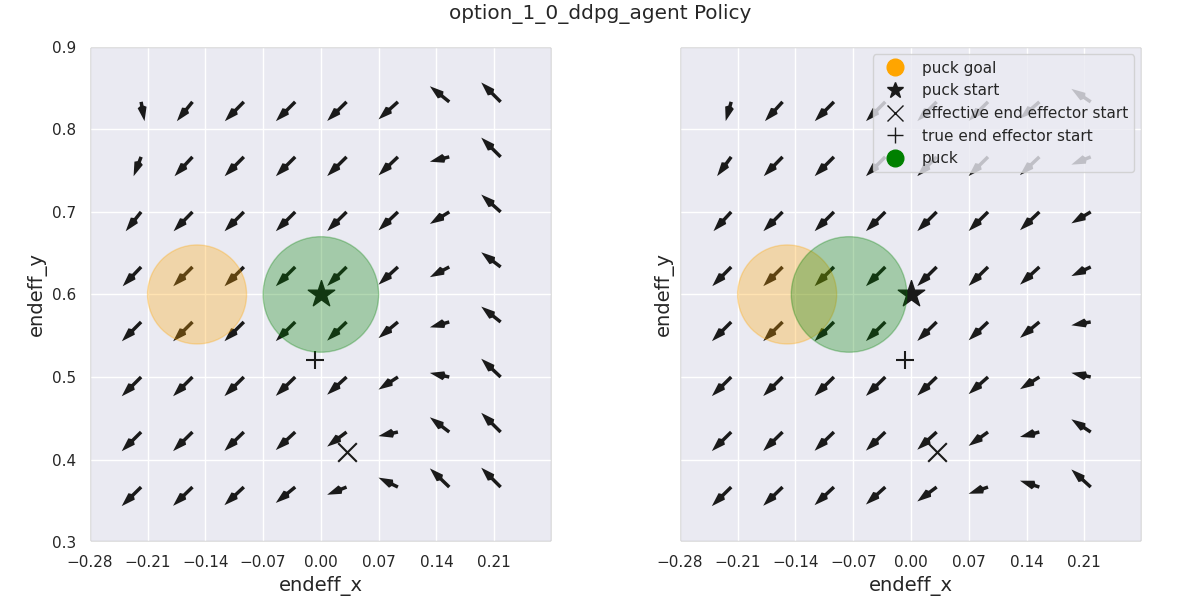 option_1_0_ddpg_agent Policy
0.9
0.8
0.7
0.6
0.5
0.4
0.3
endeff_y
−0.28 −0.21 −0.14 −0.07 0.00 0.07 0.14 0.21
endeff_x
puck goal
puck start
effective end effector start
true end effector start
puck
endeff_y
−0.28 −0.21 −0.14 −0.07 0.00 0.07 0.14 0.21
endeff_x